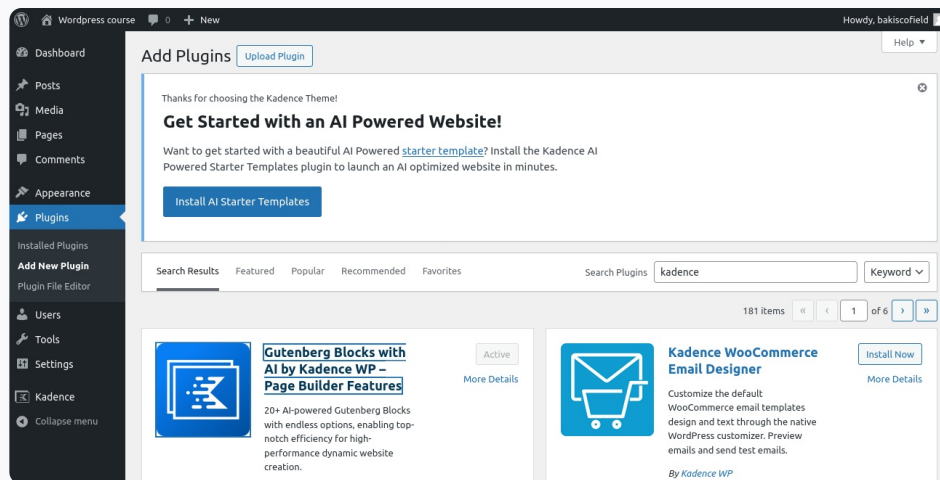 Wordpress course
0
+ New
Howdy, bakiscofield
Dashboard
Posts
Media
Pages
Comments
Appearance
Plugins
Installed Plugins
Add New Plugin
Plugin File Editor
Users
Tools
Settings
Kadence
Collapse menu
Help ▼
Add Plugins
Upload Plugin
Thanks for choosing the Kadence Theme!
Get Started with an AI Powered Website!
Want to get started with a beautiful AI Powered starter template? Install the Kadence AI
Powered Starter Templates plugin to launch an AI optimized website in minutes.
Install AI Starter Templates
Search Results
Featured
Popular
Recommended
Favorites
Search Plugins
kadence
Keyword
181 items
«
‹
1
of 6
›
»
Gutenberg Blocks with
AI by Kadence WP –
Page Builder Features
Active
More Details
20+ AI-powered Gutenberg Blocks
with endless options, enabling top-
notch efficiency for high-
performance dynamic website
creation.
Kadence WooCommerce
Email Designer
Install Now
More Details
Customize the default
WooCommerce email templates
design and text through the native
WordPress customizer. Preview
emails and send test emails.
By Kadence WP